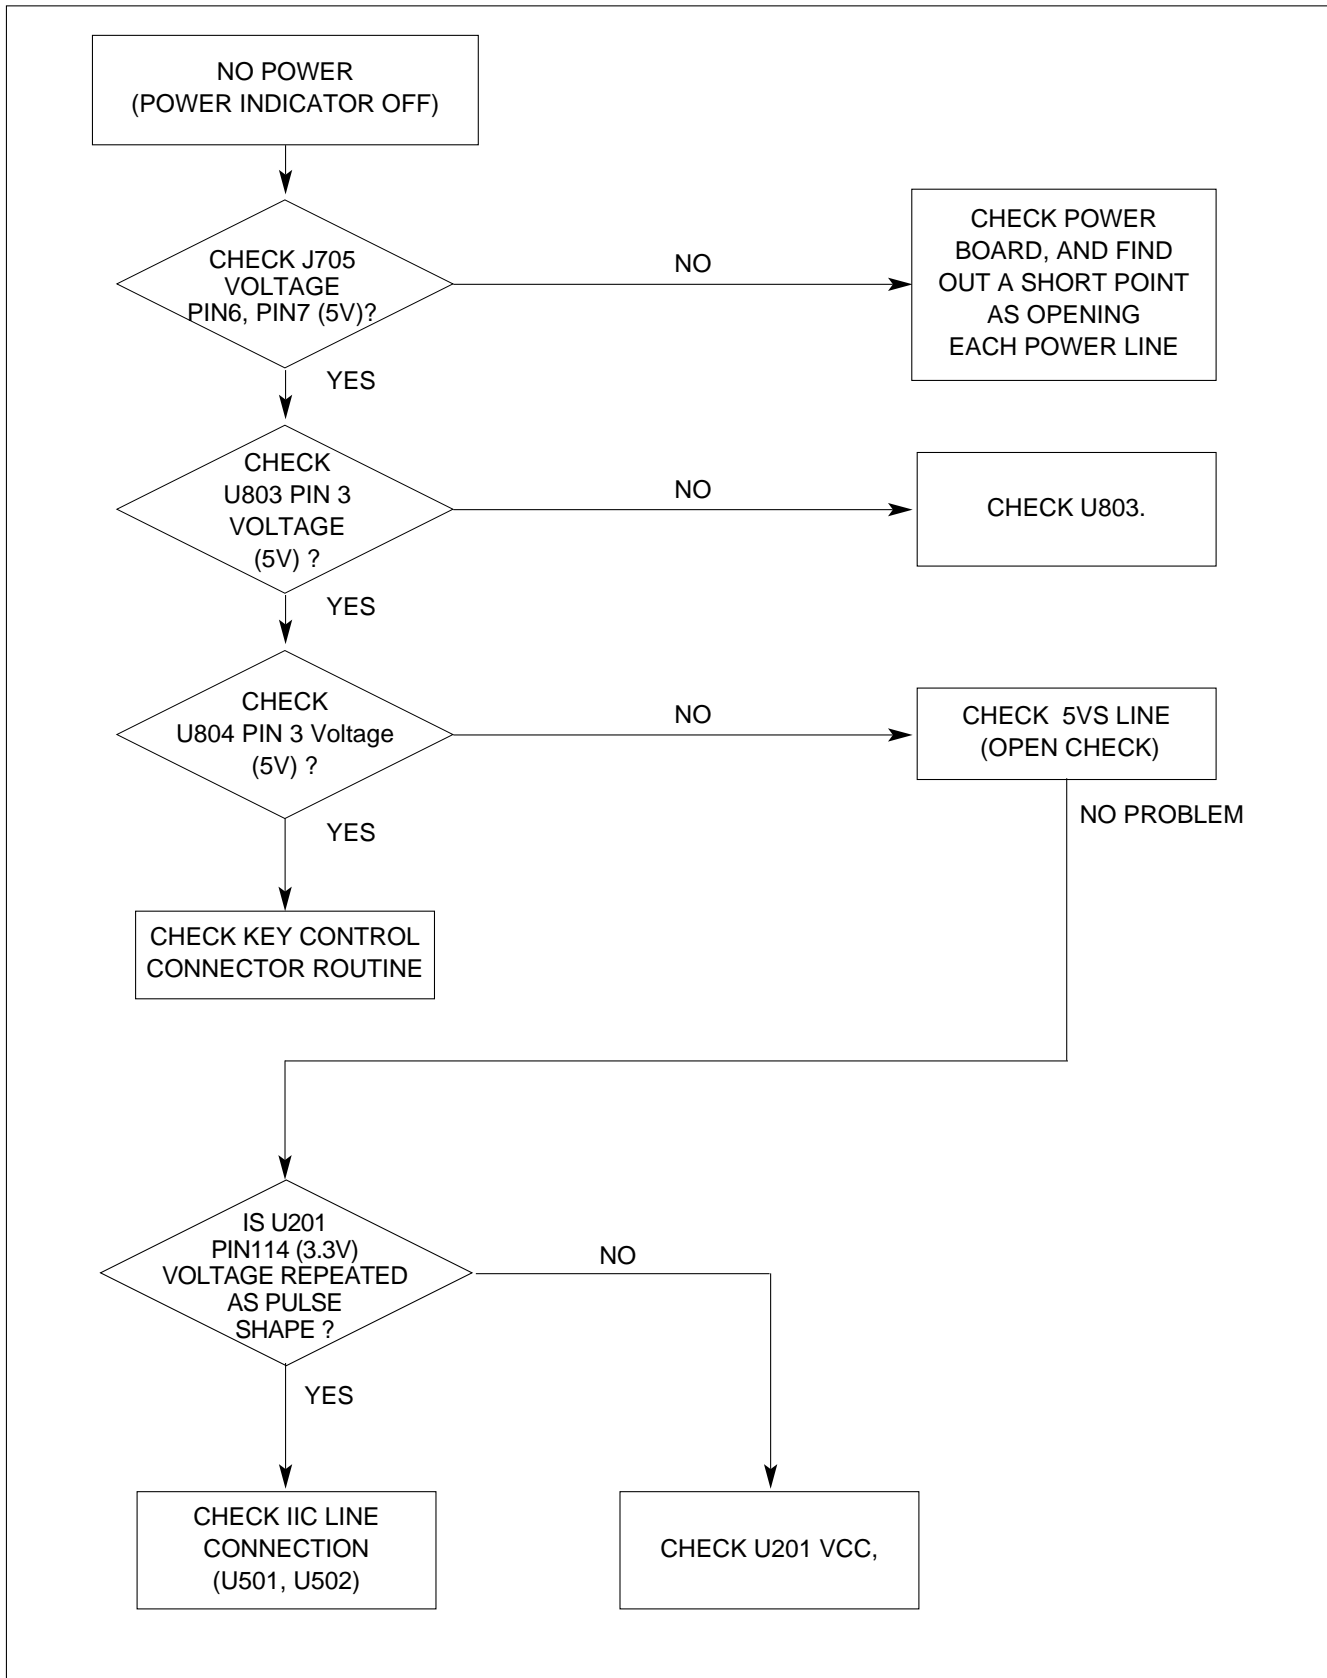 NO POWER
(POWER INDICATOR OFF)
CHECK J705
VOLTAGE
PIN6, PIN7 (5V)?
NO
CHECK POWER
BOARD, AND FIND
OUT A SHORT POINT
AS OPENING
EACH POWER LINE
YES
CHECK
U803 PIN 3
VOLTAGE
(5V) ?
NO
CHECK U803.
YES
CHECK
U804 PIN 3 Voltage
(5V) ?
NO
CHECK 5VS LINE
(OPEN CHECK)
YES
NO PROBLEM
CHECK KEY CONTROL
CONNECTOR ROUTINE
IS U201
PIN114 (3.3V)
VOLTAGE REPEATED
AS PULSE
SHAPE ?
NO
YES
CHECK IIC LINE
CONNECTION
(U501, U502)
CHECK U201 VCC,